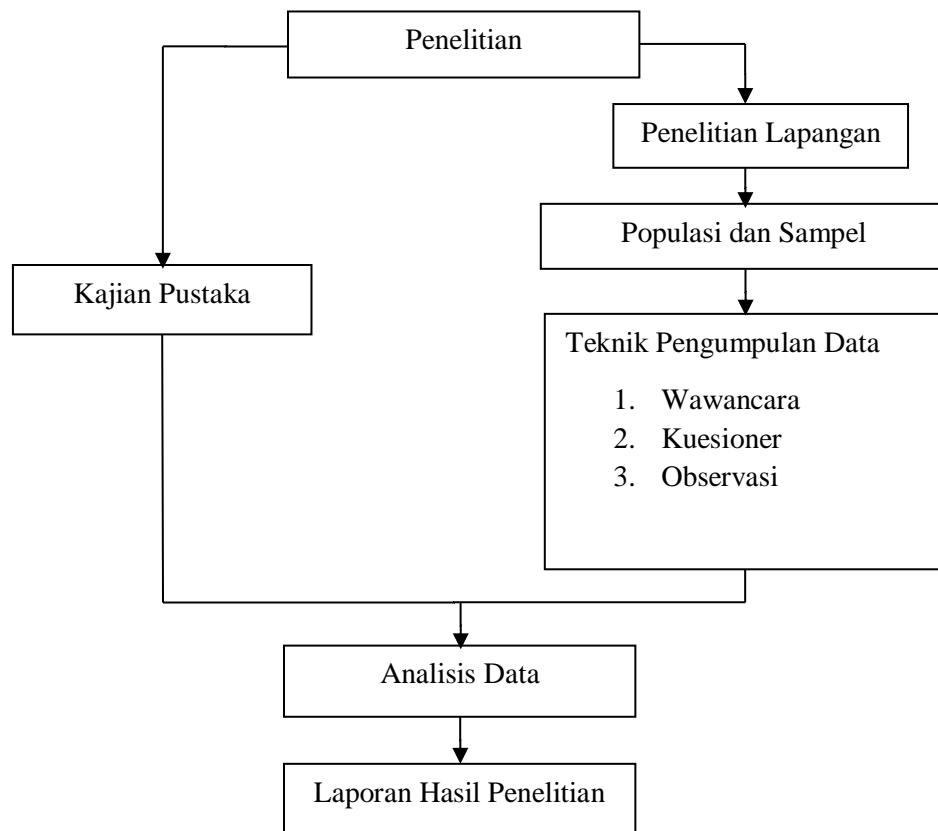 Penelitian
Penelitian Lapangan
Populasi dan Sampel
Kajian Pustaka
Teknik Pengumpulan Data
1. Wawancara
2. Kuesioner
3. Observasi
Analisis Data
Laporan Hasil Penelitian